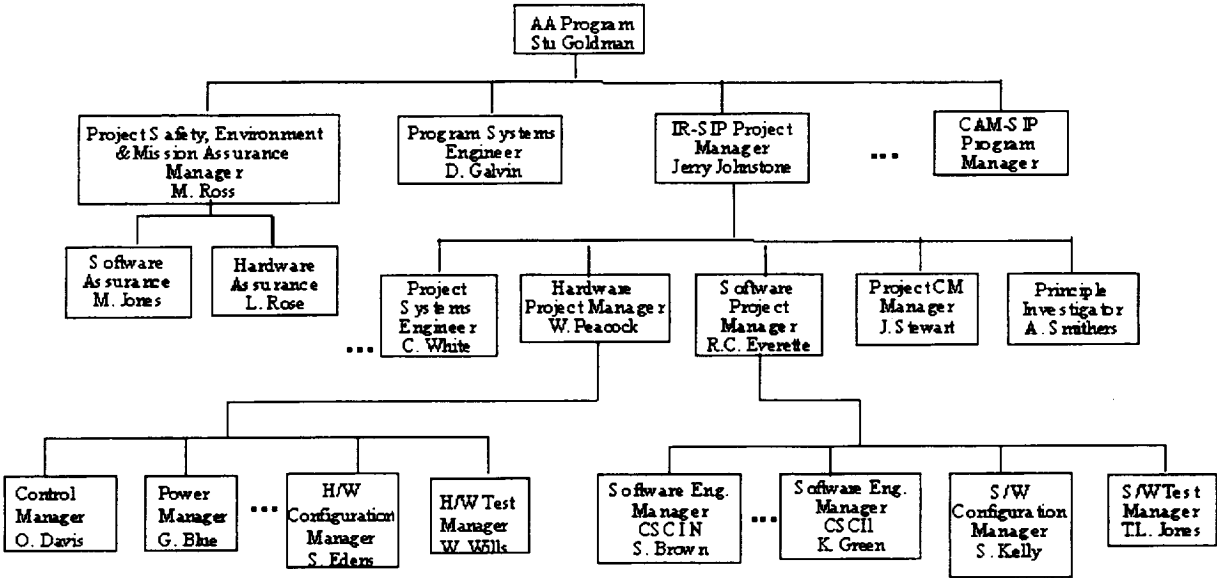 AA Program
Stu Goldman
Project Safety, Environment
& Mission Assurance
Manager
M. Ross
Program Systems
Engineer
D. Galvin
IR-SIP Project
Manager
Jerry Johnstone
...
CAM-SIP
Program
Manager
Software
Assurance
M. Jones
Hardware
Assurance
L. Rose
...
Project
Systems
Engineer
C. White
Hardware
Project Manager
W. Peacock
Software
Project
Manager
R.C. Everette
Project CM
Manager
J. Stewart
Principle
Investigator
A. Smithers
Control
Manager
O. Davis
Power
Manager
G. Blue
...
H/W
Configuration
Manager
S. Edens
H/W Test
Manager
W. Wills
Software Eng.
Manager
CSCI N
S. Brown
...
Software Eng.
Manager
CSCI1
K. Green
S/W
Configuration
Manager
S. Kelly
S/W Test
Manager
T.L. Jones